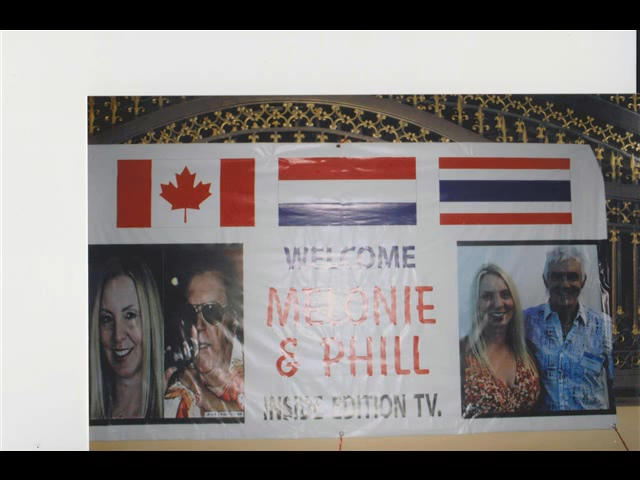 WELCOME
MELONIE
& PHILL
INSIDE EDITION TV.